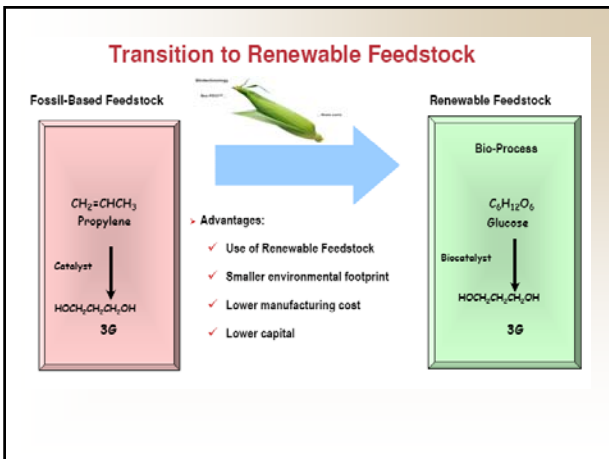 Transition to Renewable Feedstock
Fossil-Based Feedstock
Renewable Feedstock
CH₂=CHCH₃
Propylene
Catalyst
HOCH₂CH₂CH₂OH
3G
➤ Advantages:
✓ Use of Renewable Feedstock
✓ Smaller environmental footprint
✓ Lower manufacturing cost
✓ Lower capital
Bio-Process
C₆H₁₂O₆
Glucose
Biocatalyst
HOCH₂CH₂CH₂OH
3G